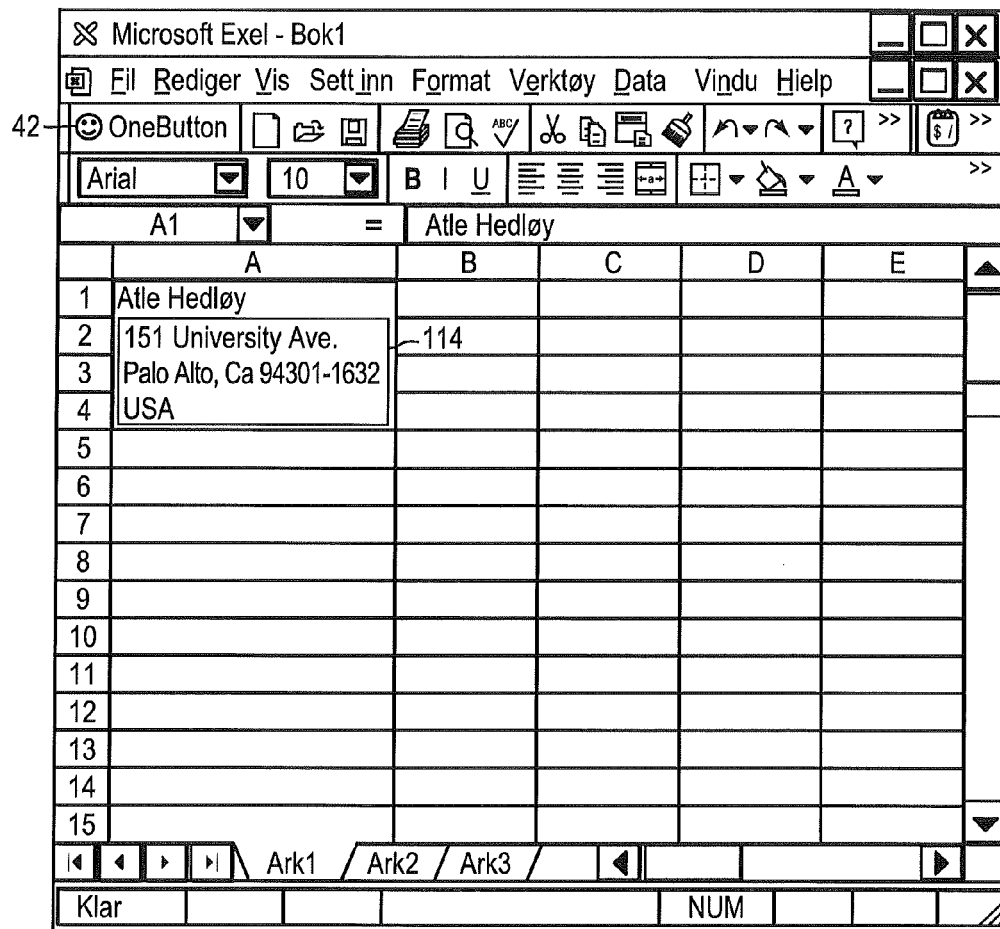 Microsoft Exel - Bok1
Fil Rediger Vis Sett inn Format Verktøy Data Vindu Hielp
42 OneButton ABC ? >> $ / >>
Arial 10 B I U a A >>
A1 = Atle Hedløy
A B C D E
1 Atle Hedløy
2 151 University Ave. 114
3 Palo Alto, Ca 94301-1632
4 USA
5
6
7
8
9
10
11
12
13
14
15
Ark1 Ark2 Ark3
Klar NUM